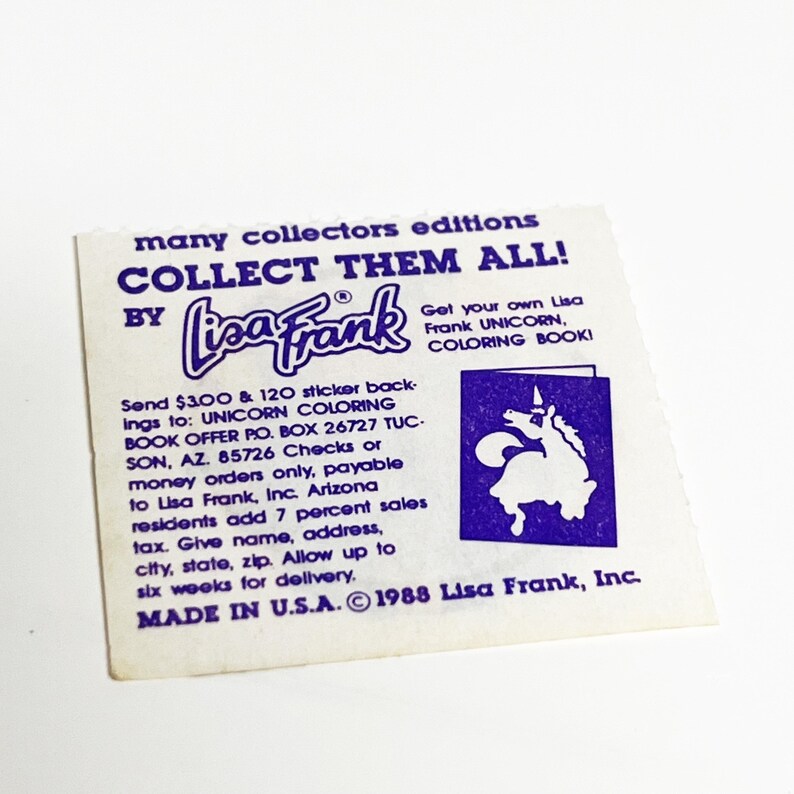 many collectors editions
COLLECT THEM ALL!
BY Lisa Frank®
Get your own Lisa
Frank UNICORN,
COLORING BOOK!
Send $3.00 & 120 sticker back-
ings to: UNICORN COLORING
BOOK OFFER P.O. BOX 26727 TUC-
SON, AZ. 85726 Checks or
money orders only, payable
to Lisa Frank, Inc. Arizona
residents add 7 percent sales
tax. Give name, address,
city, state, zip. Allow up to
six weeks for delivery.
MADE IN U.S.A. © 1988 Lisa Frank, Inc.